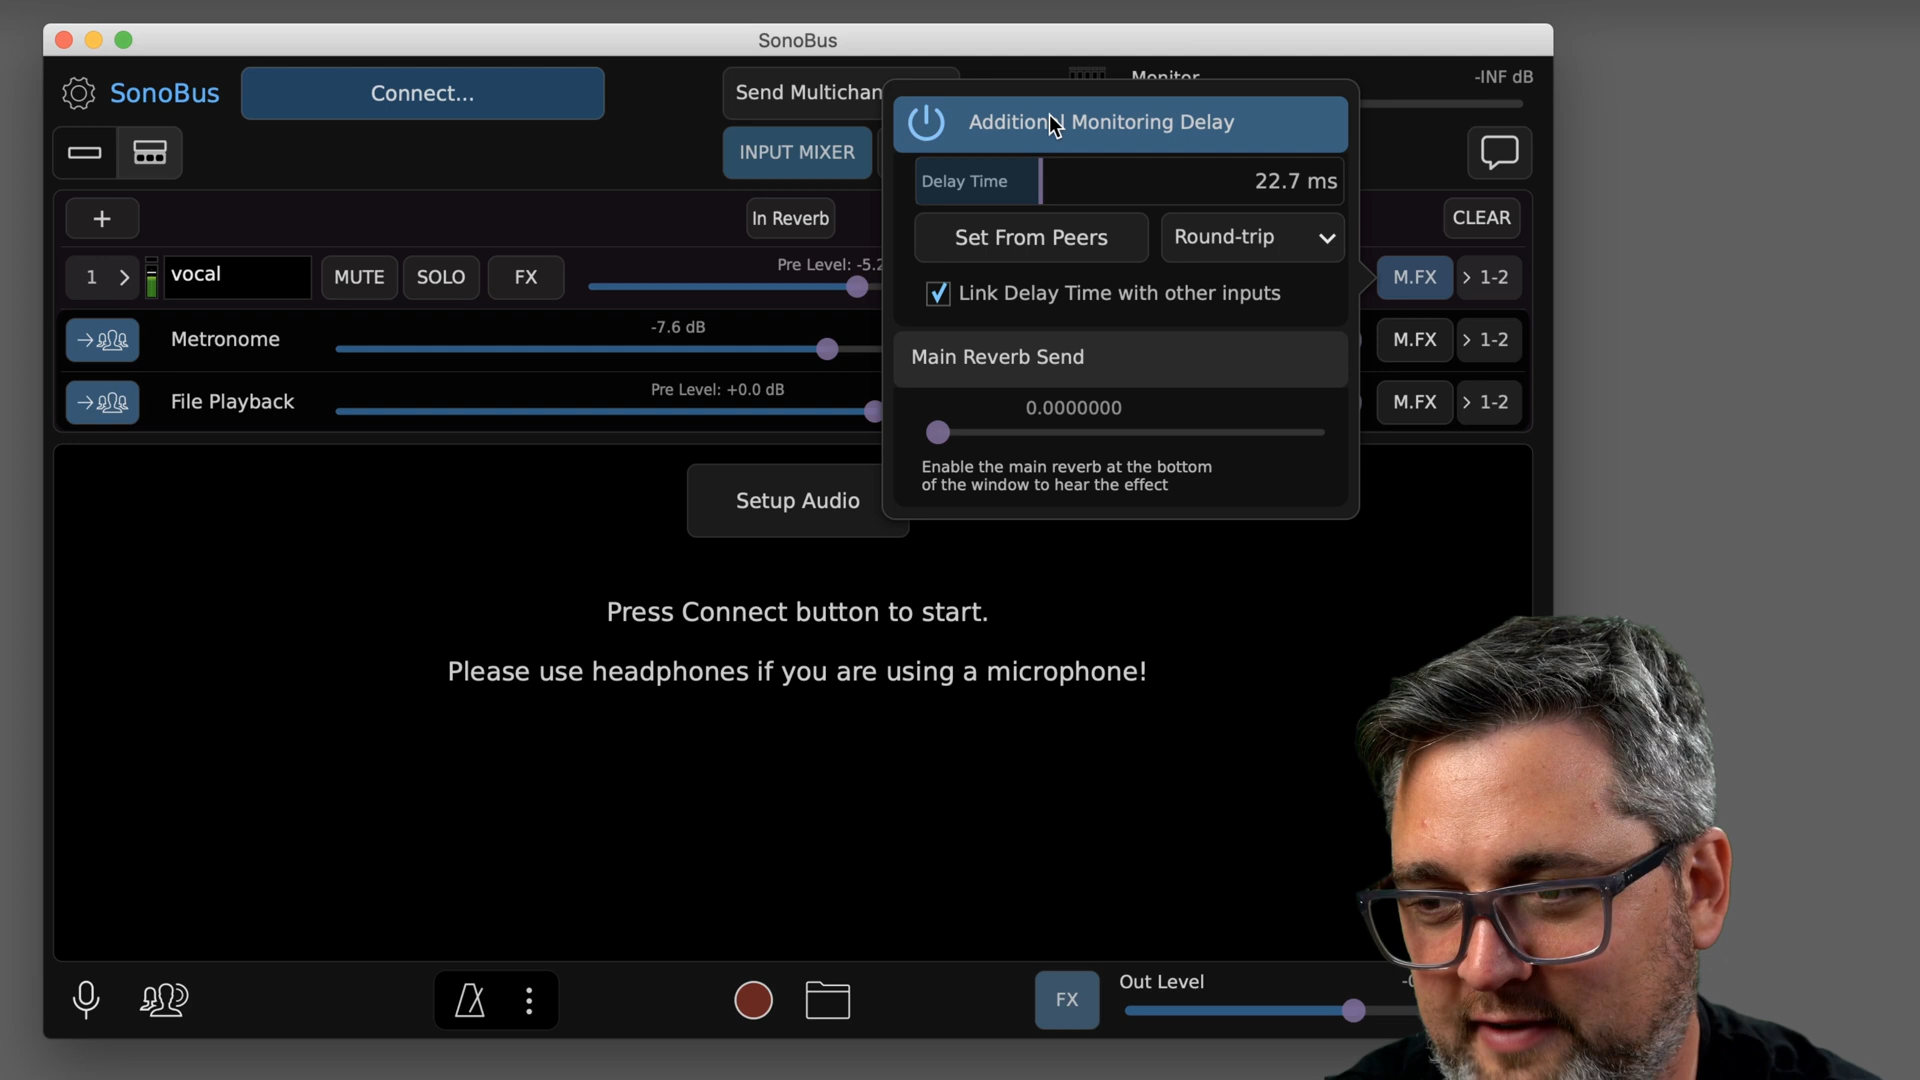 SonoBus
SonoBus
Connect...
Send Multichan
Monitor
-INF dB
INPUT MIXER
Additional Monitoring Delay
Delay Time
22.7 ms
Set From Peers
Round-trip
Link Delay Time with other inputs
Main Reverb Send
0.0000000
Enable the main reverb at the bottom
of the window to hear the effect
+
In Reverb
CLEAR
1 >
vocal
MUTE
SOLO
FX
Pre Level: -5.2
M.FX
> 1-2
Metronome
-7.6 dB
M.FX
> 1-2
File Playback
Pre Level: +0.0 dB
M.FX
> 1-2
Setup Audio
Press Connect button to start.
Please use headphones if you are using a microphone!
FX
Out Level